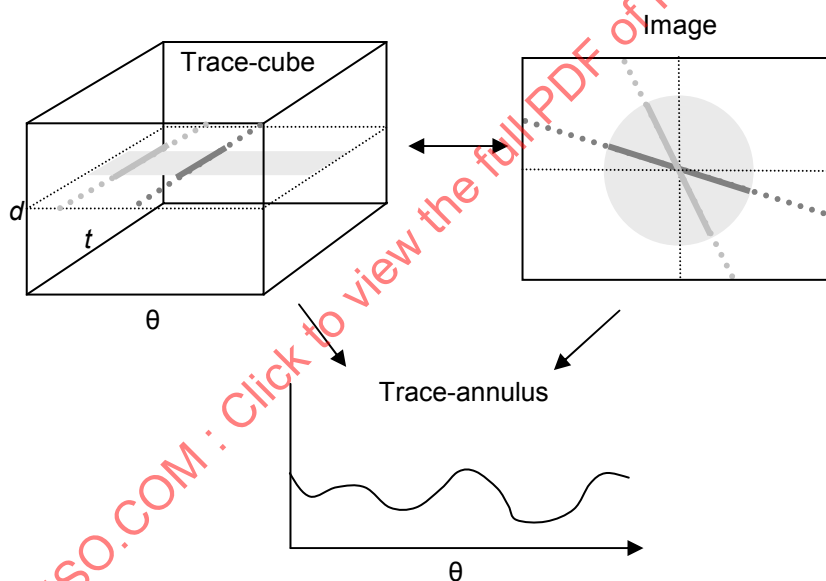 Image
Trace-cube
d
t
θ
Trace-annulus
θ
SO.COM : Click to view the full PDF of